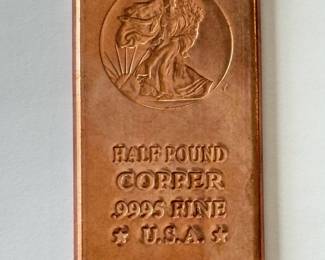 HALF POUND
COPPER
.9995 FINE
★ U.S.A. ★